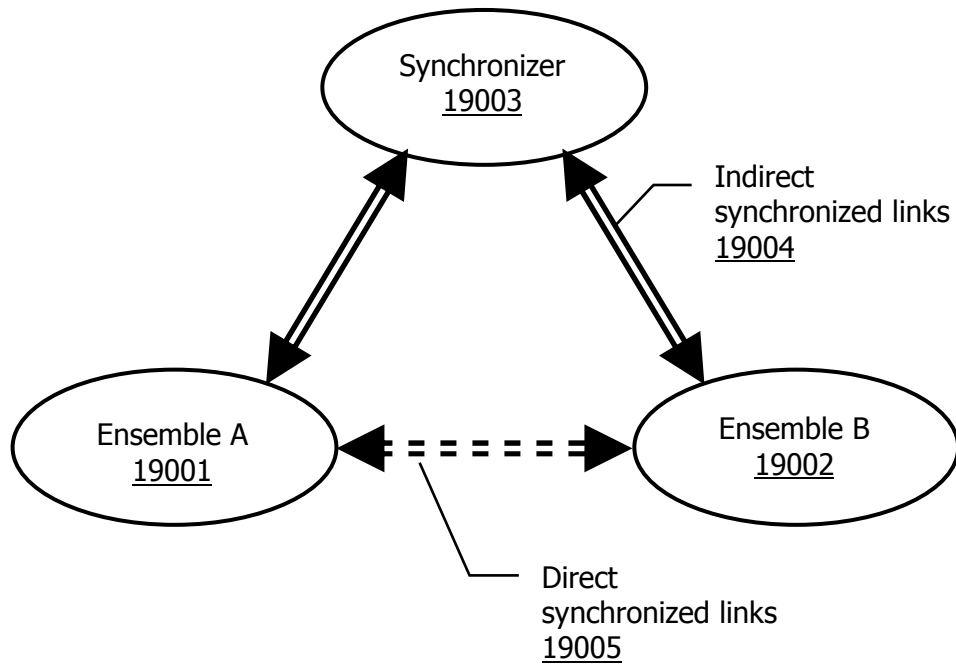 Synchronizer
19003
Indirect
synchronized links
19004
Ensemble A
19001
Ensemble B
19002
Direct
synchronized links
19005